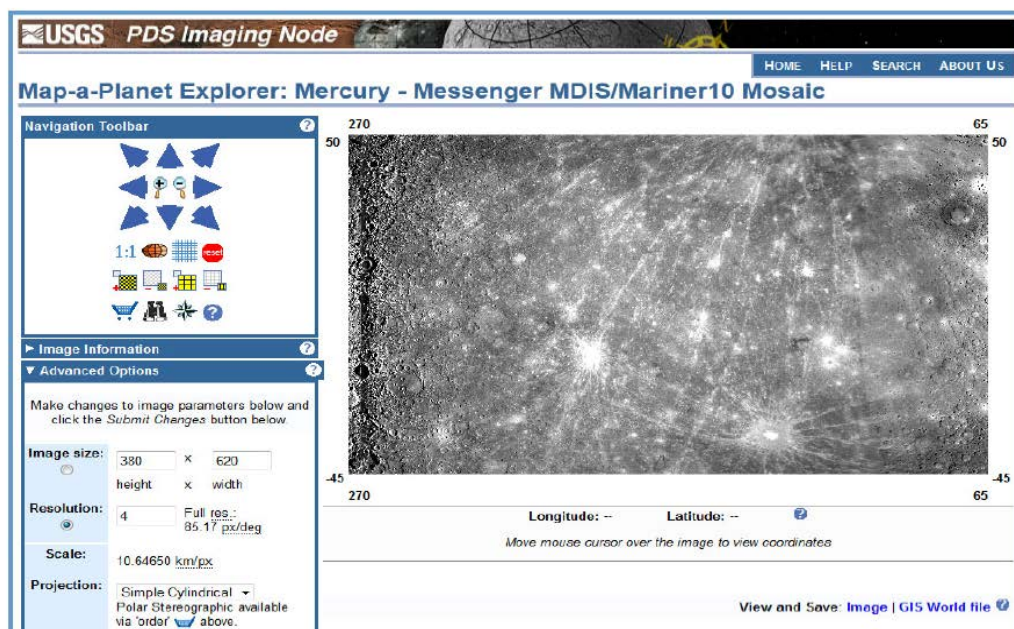 USGS PDS Imaging Node
HOME HELP SEARCH ABOUT US
Map-a-Planet Explorer: Mercury - Messenger MDIS/Mariner10 Mosaic
Navigation Toolbar ?
1:1 reset
?
► Image Information ?
▼ Advanced Options ?
Make changes to image parameters below and
click the Submit Changes button below.
Image size: 380 x 620
height x width
Resolution: 4 Full res.:
85.17 px/deg
Scale: 10.64650 km/px
Projection: Simple Cylindrical
Polar Stereographic available
via 'order' above.
270 65
50 50
-45 -45
270 65
Longitude: -- Latitude: -- ?
Move mouse cursor over the image to view coordinates
View and Save: Image | GIS World file ?